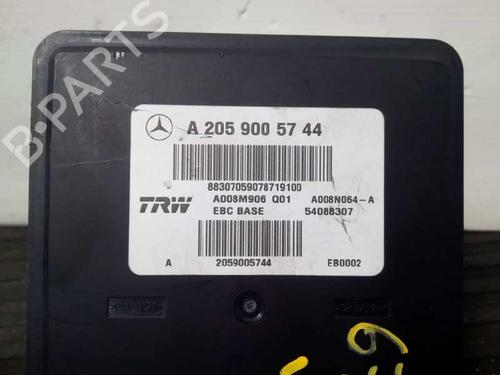 B-PARTS
A 205 900 57 44
88307059078719100
TRW
A008M906 Q01 A008N064-A
EBC BASE 54088307
A 2059005744 EB0002